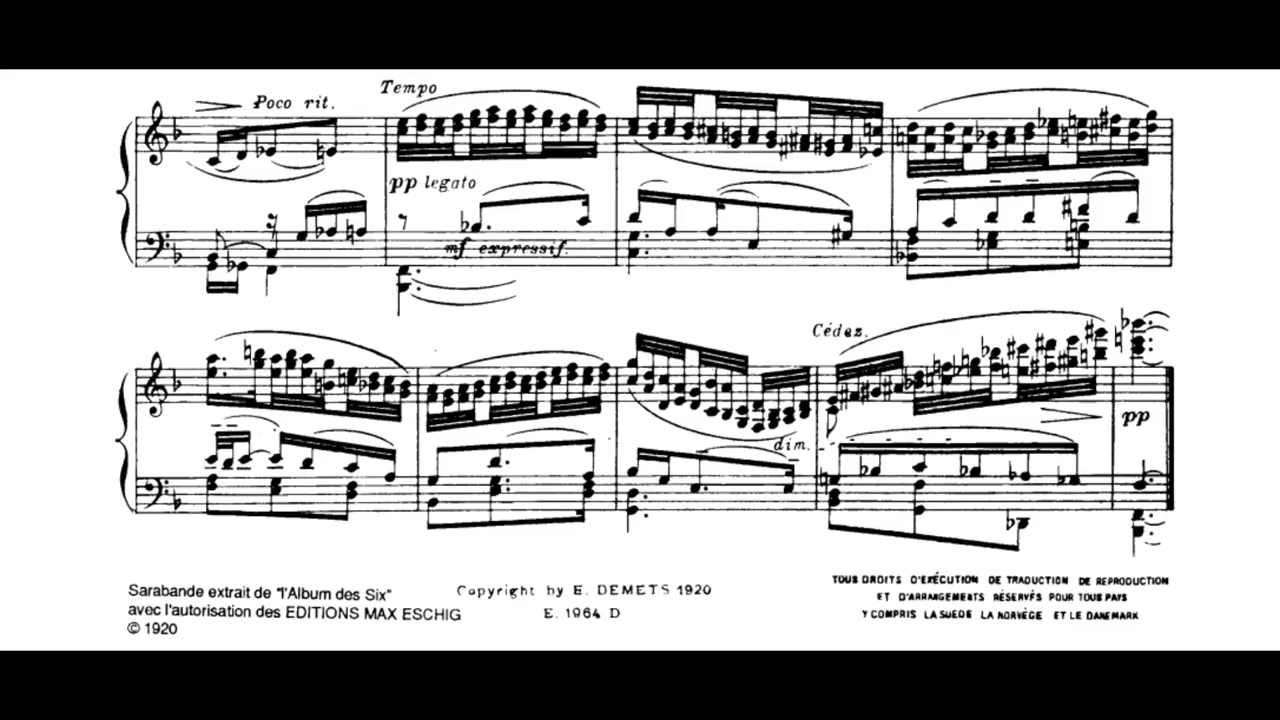 Poco rit.
Tempo
pp legato
mf expressif.
Cédez.
dim.
pp
Sarabande extrait de "l'Album des Six"
avec l'autorisation des EDITIONS MAX ESCHIG
© 1920
Copyright by E. DEMETS 1920
E. 1964 D
TOUS DROITS D'EXÉCUTION DE TRADUCTION DE REPRODUCTION
ET D'ARRANGEMENTS RÉSERVÉS POUR TOUS PAYS
Y COMPRIS LA SUÈDE LA NORVÈGE ET LE DANEMARK